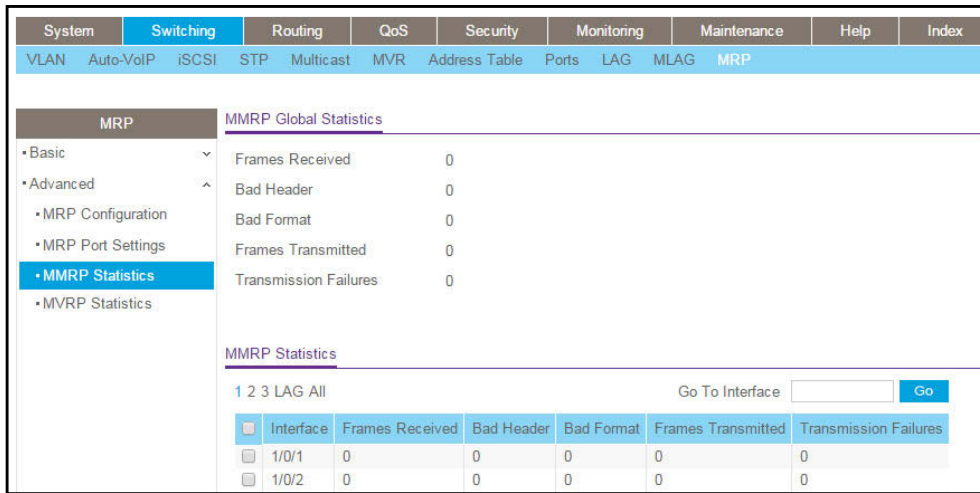 System Switching Routing QoS Security Monitoring Maintenance Help Index
VLAN Auto-VoIP iSCSI STP Multicast MVR Address Table Ports LAG MLAG MRP
MRP
Basic
Advanced
MRP Configuration
MRP Port Settings
MMRP Statistics
MVRP Statistics
MMRP Global Statistics
Frames Received 0
Bad Header 0
Bad Format 0
Frames Transmitted 0
Transmission Failures 0
MMRP Statistics
1 2 3 LAG All Go To Interface Go
Interface Frames Received Bad Header Bad Format Frames Transmitted Transmission Failures
1/0/1 0 0 0 0 0
1/0/2 0 0 0 0 0